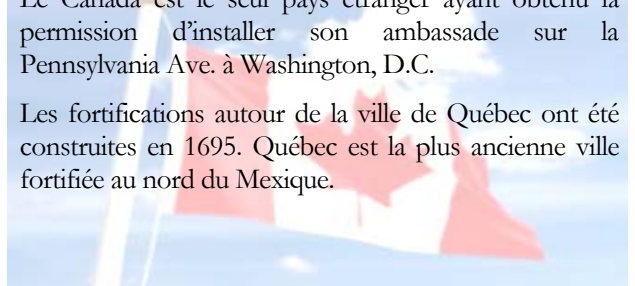 Le Canada est le seul pays étranger ayant obtenu la
permission d'installer son ambassade sur la
Pennsylvania Ave. à Washington, D.C.
Les fortifications autour de la ville de Québec ont été
construites en 1695. Québec est la plus ancienne ville
fortifiée au nord du Mexique.